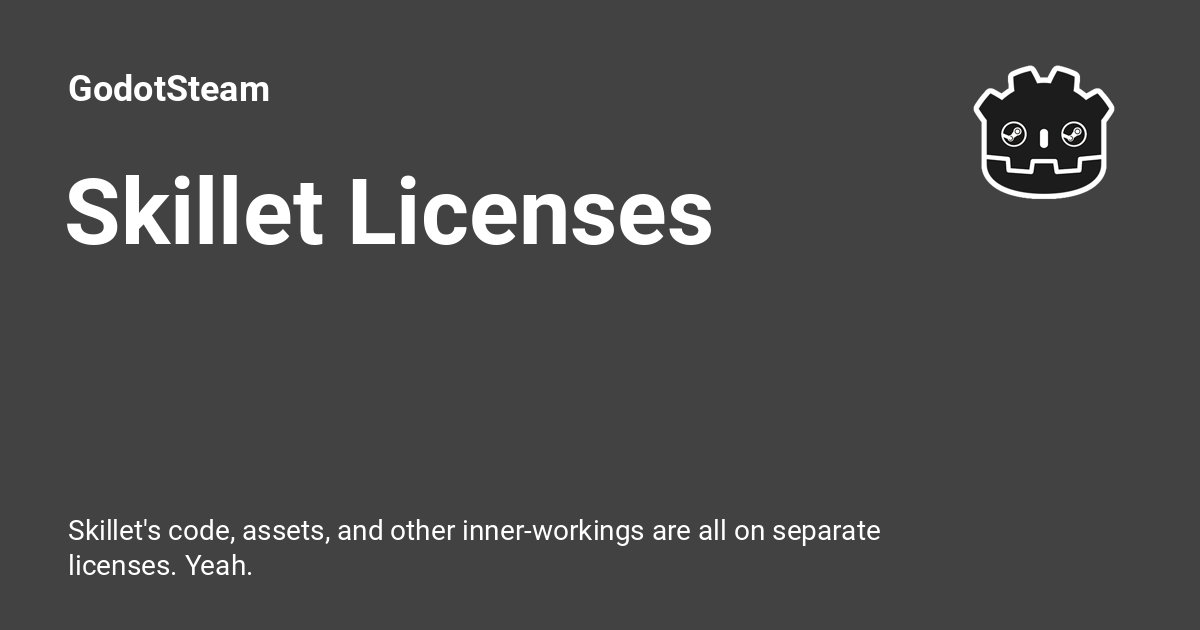 GodotSteam
Skillet Licenses
Skillet's code, assets, and other inner-workings are all on separate
licenses. Yeah.